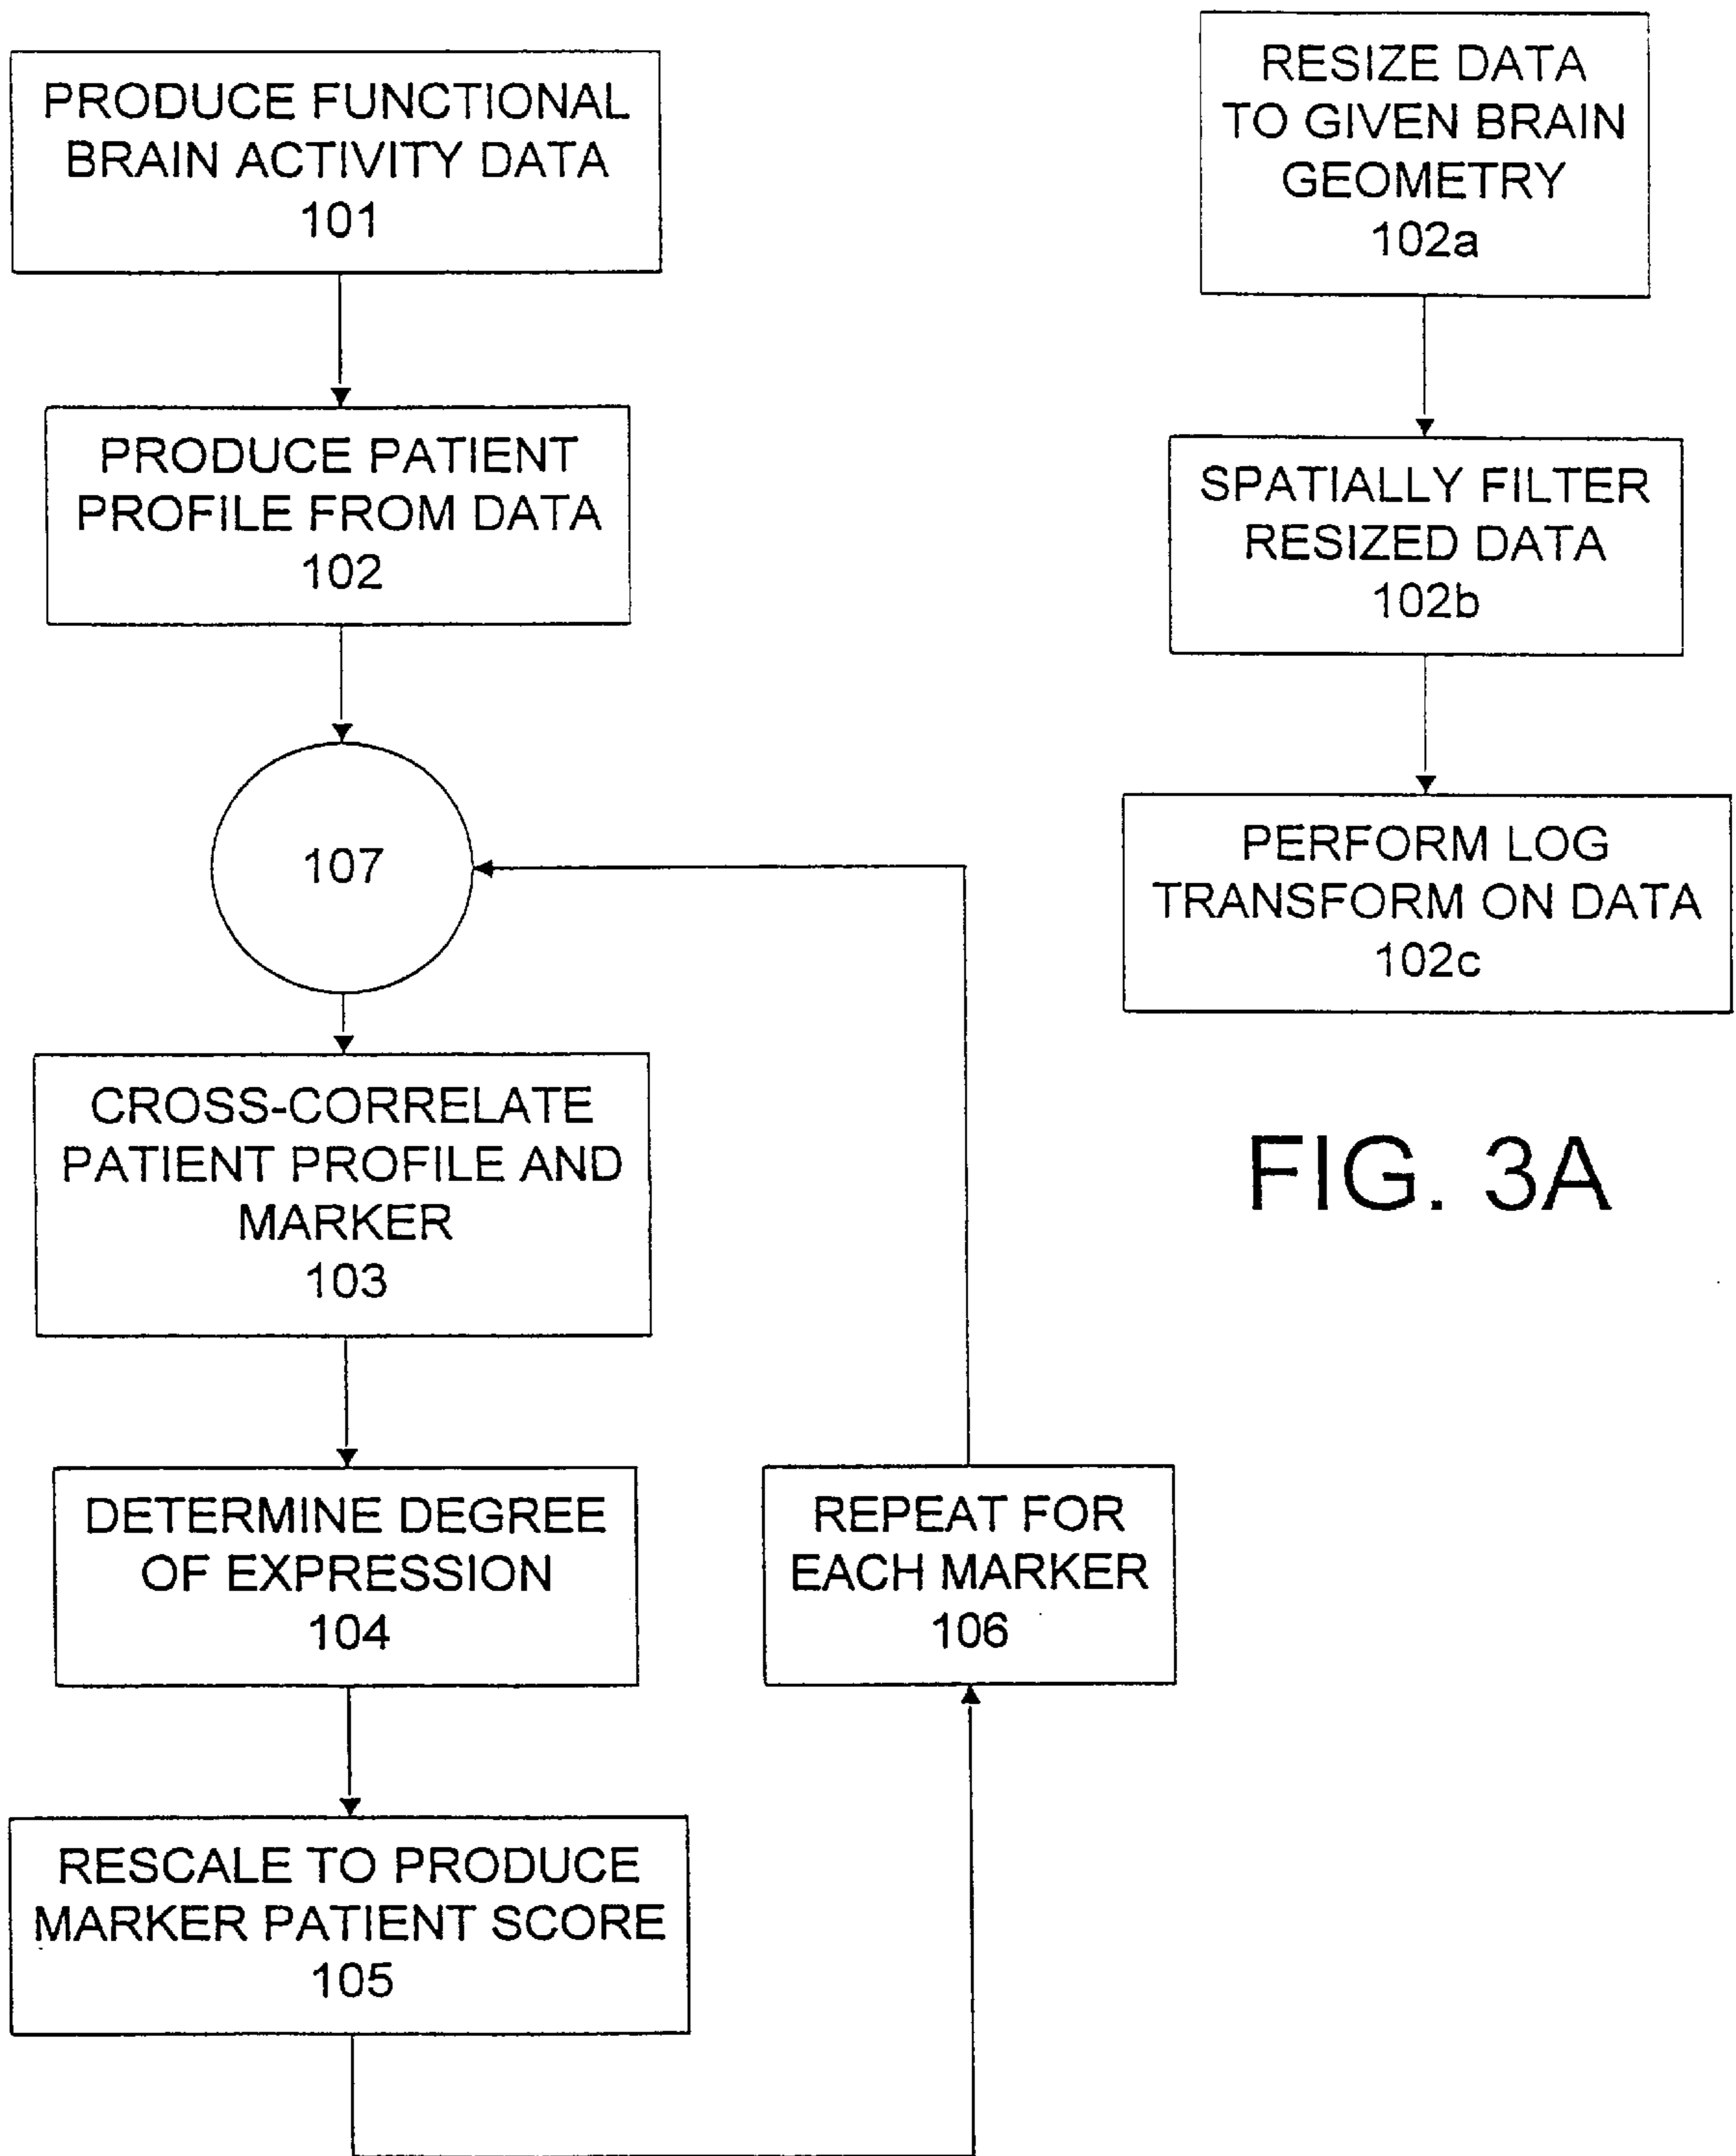 PRODUCE FUNCTIONAL
BRAIN ACTIVITY DATA
101
PRODUCE PATIENT
PROFILE FROM DATA
102
107
CROSS-CORRELATE
PATIENT PROFILE AND
MARKER
103
DETERMINE DEGREE
OF EXPRESSION
104
RESCALE TO PRODUCE
MARKER PATIENT SCORE
105
REPEAT FOR
EACH MARKER
106
RESIZE DATA
TO GIVEN BRAIN
GEOMETRY
102a
SPATIALLY FILTER
RESIZED DATA
102b
PERFORM LOG
TRANSFORM ON DATA
102c
FIG. 3A